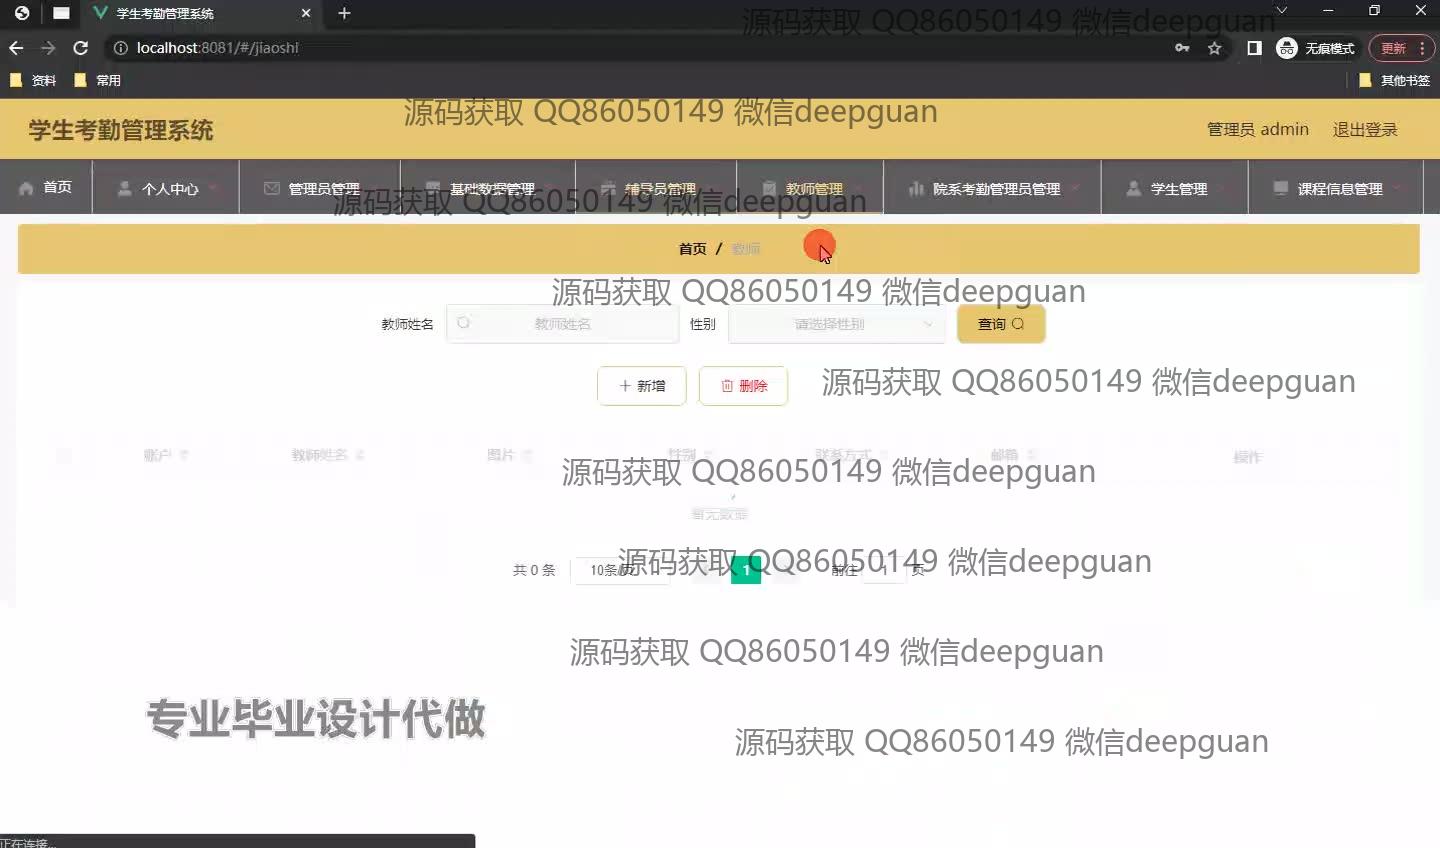 学生考勤管理系统
源码获取 QQ86050149 微信deepguan
localhost:8081/#/jiaoshi
无痕模式
更新
资料
常用
其他书签
学生考勤管理系统
源码获取 QQ86050149 微信deepguan
管理员 admin
退出登录
首页
个人中心
管理员管理
基础数据管理
辅导员管理
教师管理
院系考勤管理员管理
学生管理
课程信息管理
源码获取 QQ86050149 微信deepguan
首页 / 教师
源码获取 QQ86050149 微信deepguan
教师姓名
教师姓名
性别
请选择性别
查询
新增
删除
源码获取 QQ86050149 微信deepguan
账户
教师姓名
图片
性别
联系方式
邮箱
操作
源码获取 QQ86050149 微信deepguan
暂无数据
共 0 条
10条/页
1
前往
1
页
源码获取 QQ86050149 微信deepguan
源码获取 QQ86050149 微信deepguan
专业毕业设计代做
源码获取 QQ86050149 微信deepguan
正在连接...